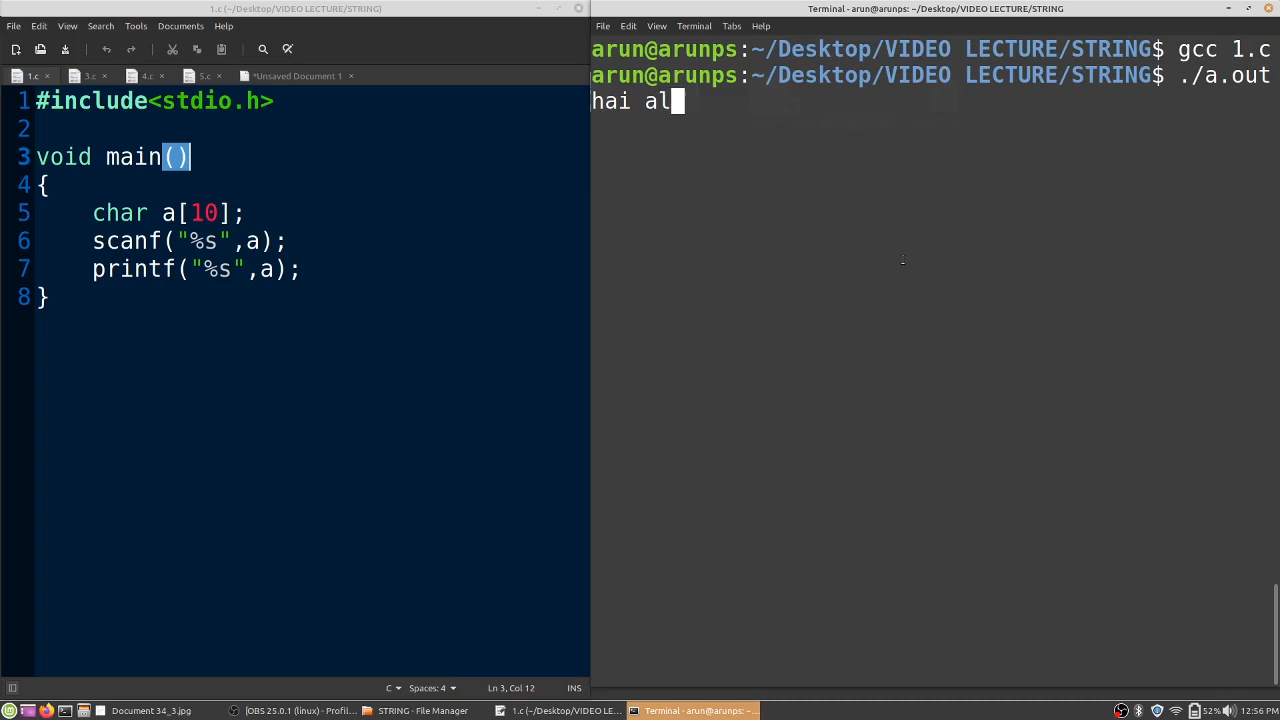 1.c (~/Desktop/VIDEO LECTURE/STRING)
File Edit View Search Tools Documents Help
1.c × 3.c × 4.c × 5.c × *Unsaved Document 1 ×
1 #include<stdio.h>
2
3 void main()
4 {
5 char a[10];
6 scanf("%s",a);
7 printf("%s",a);
8 }
C Spaces: 4 Ln 3, Col 12 INS
Terminal - arun@arunps: ~/Desktop/VIDEO LECTURE/STRING
File Edit View Terminal Tabs Help
arun@arunps:~/Desktop/VIDEO LECTURE/STRING$ gcc 1.c
arun@arunps:~/Desktop/VIDEO LECTURE/STRING$ ./a.out
hai al
Document 34_3.jpg [OBS 25.0.1 (linux) - Profil... STRING - File Manager 1.c (~/Desktop/VIDEO LE... Terminal - arun@arunps: ~... 52% 12:56 PM